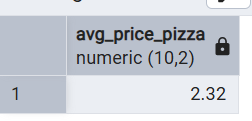 avg_price_pizza
numeric (10,2)
1 2.32